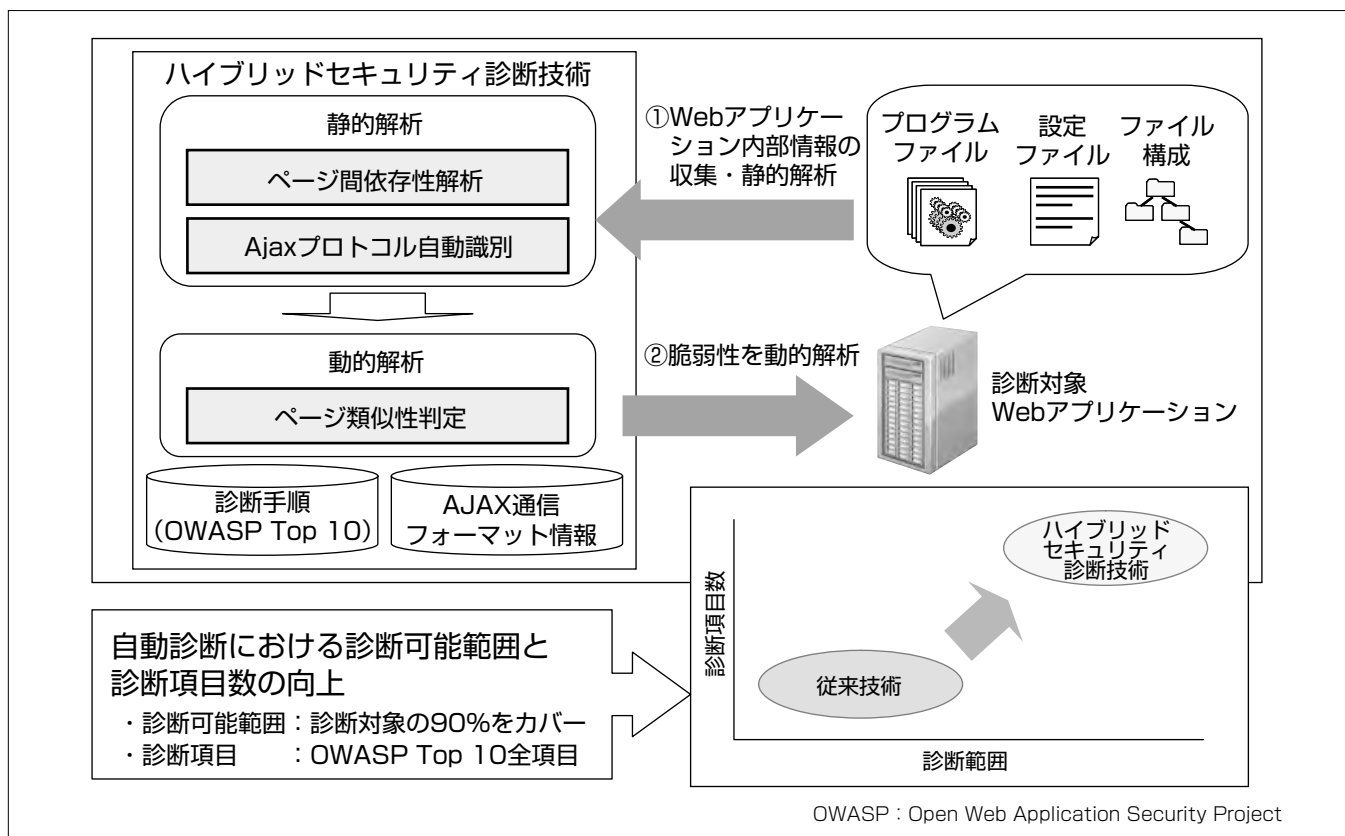 ハイブリッドセキュリティ診断技術
静的解析
ページ間依存性解析
Ajaxプロトコル自動識別
動的解析
ページ類似性判定
診断手順
(OWASP Top 10)
AJAX通信
フォーマット情報
①Webアプリケー
ション内部情報の
収集・静的解析
②脆弱性を動的解析
プログラム
ファイル
設定
ファイル
ファイル
構成
診断対象
Webアプリケーション
自動診断における診断可能範囲と
診断項目数の向上
・診断可能範囲：診断対象の90%をカバー
・診断項目　　：OWASP Top 10全項目
診断項目数
ハイブリッド
セキュリティ
診断技術
従来技術
診断範囲
OWASP：Open Web Application Security Project